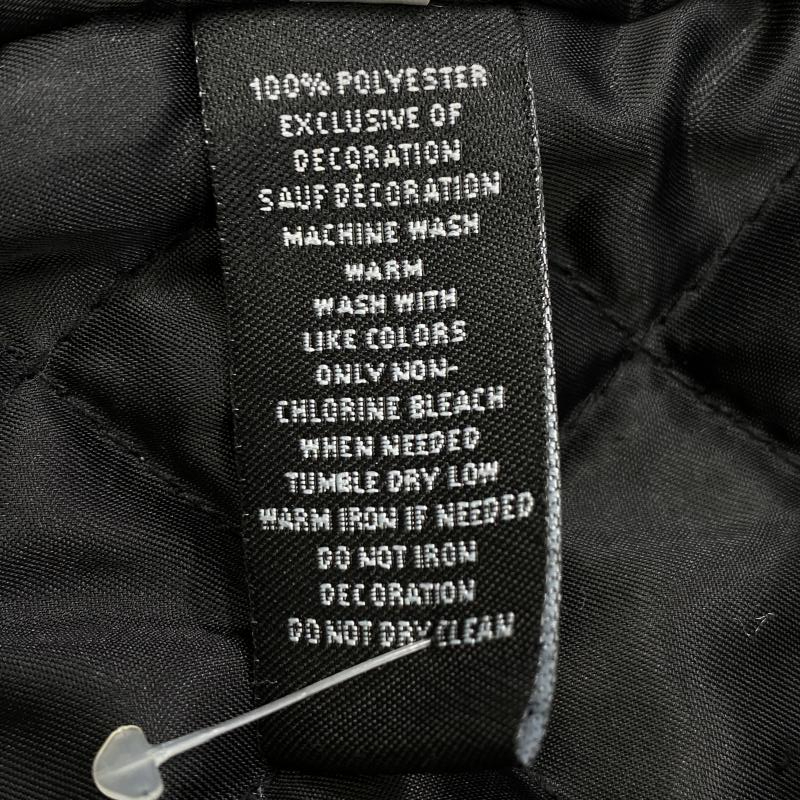 100% POLYESTER
EXCLUSIVE OF
DECORATION
SAUF DÉCORATION
MACHINE WASH
WARM
WASH WITH
LIKE COLORS
ONLY NON-
CHLORINE BLEACH
WHEN NEEDED
TUMBLE DRY LOW
WARM IRON IF NEEDED
DO NOT IRON
DECORATION
DO NOT DRY CLEAN